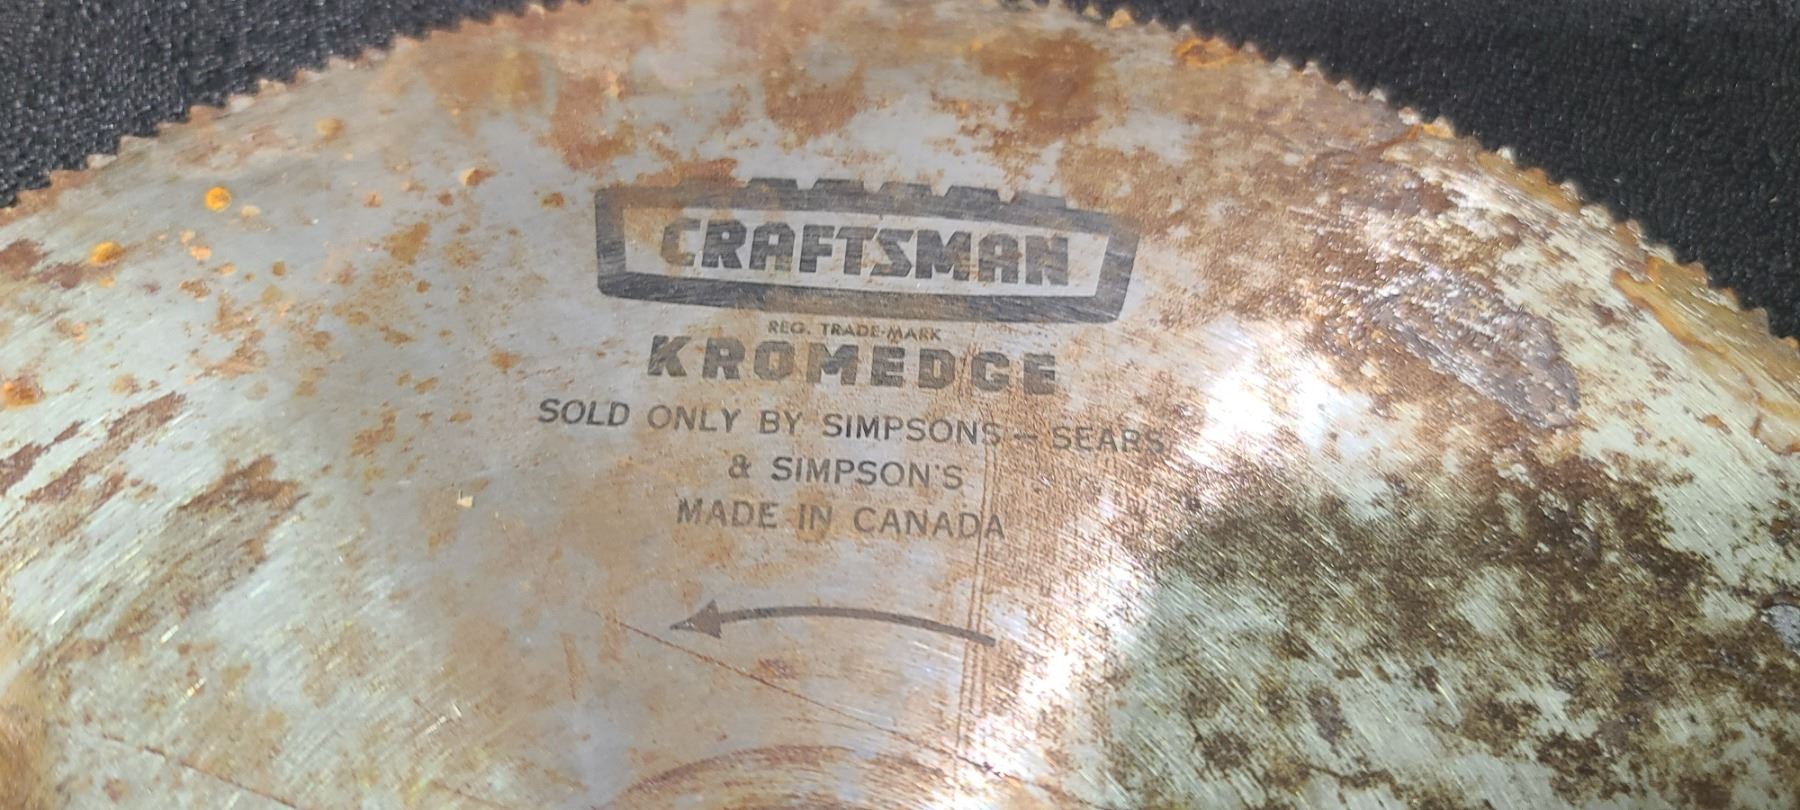 CRAFTSMAN
REG. TRADE-MARK
KROMEDGE
SOLD ONLY BY SIMPSONS - SEARS
& SIMPSON'S
MADE IN CANADA